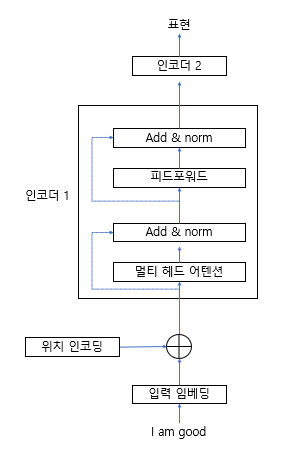 표현
인코더 2
Add & norm
피드포워드
인코더 1
Add & norm
멀티 헤드 어텐션
위치 인코딩
입력 임베딩
I am good